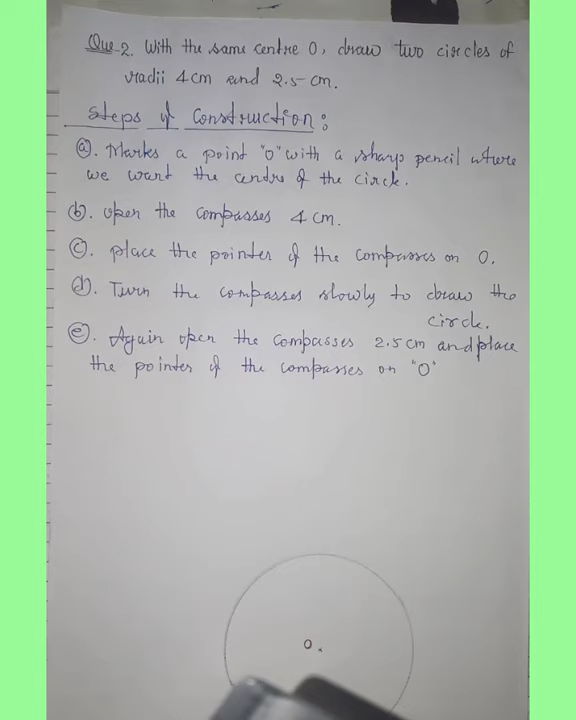 Que-2. With the same centre O, draw two circles of
radii 4cm and 2.5 cm.
Steps of Construction:
(a). Marks a point "O" with a sharp pencil where
we want the centre of the circle.
(b). open the compasses 4 cm.
(c). place the pointer of the compasses on O.
(d). Turn the compasses slowly to draw the
circle.
(e). Again open the compasses 2.5 cm and place
the pointer of the compasses on "O"
O